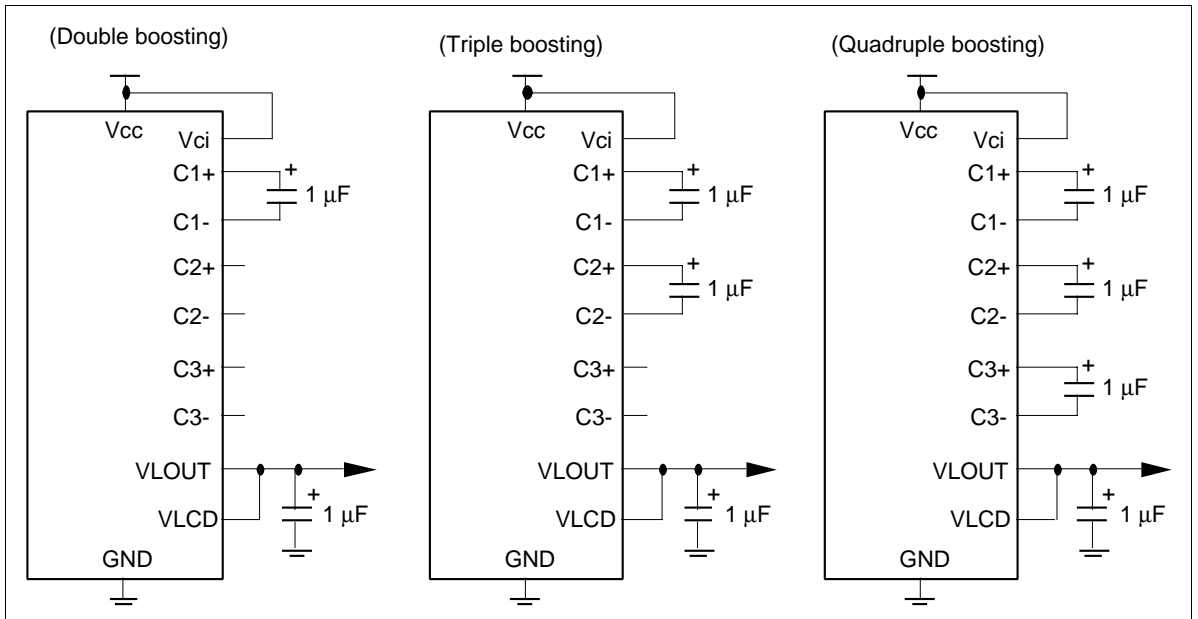 (Double boosting)
Vcc
Vci
C1+
+
1 μF
C1-
C2+
C2-
C3+
C3-
VLOUT
+
1 μF
VLCD
GND
(Triple boosting)
Vcc
Vci
C1+
+
1 μF
C1-
C2+
+
1 μF
C2-
C3+
C3-
VLOUT
+
1 μF
VLCD
GND
(Quadruple boosting)
Vcc
Vci
C1+
+
1 μF
C1-
C2+
+
1 μF
C2-
C3+
+
1 μF
C3-
VLOUT
+
1 μF
VLCD
GND